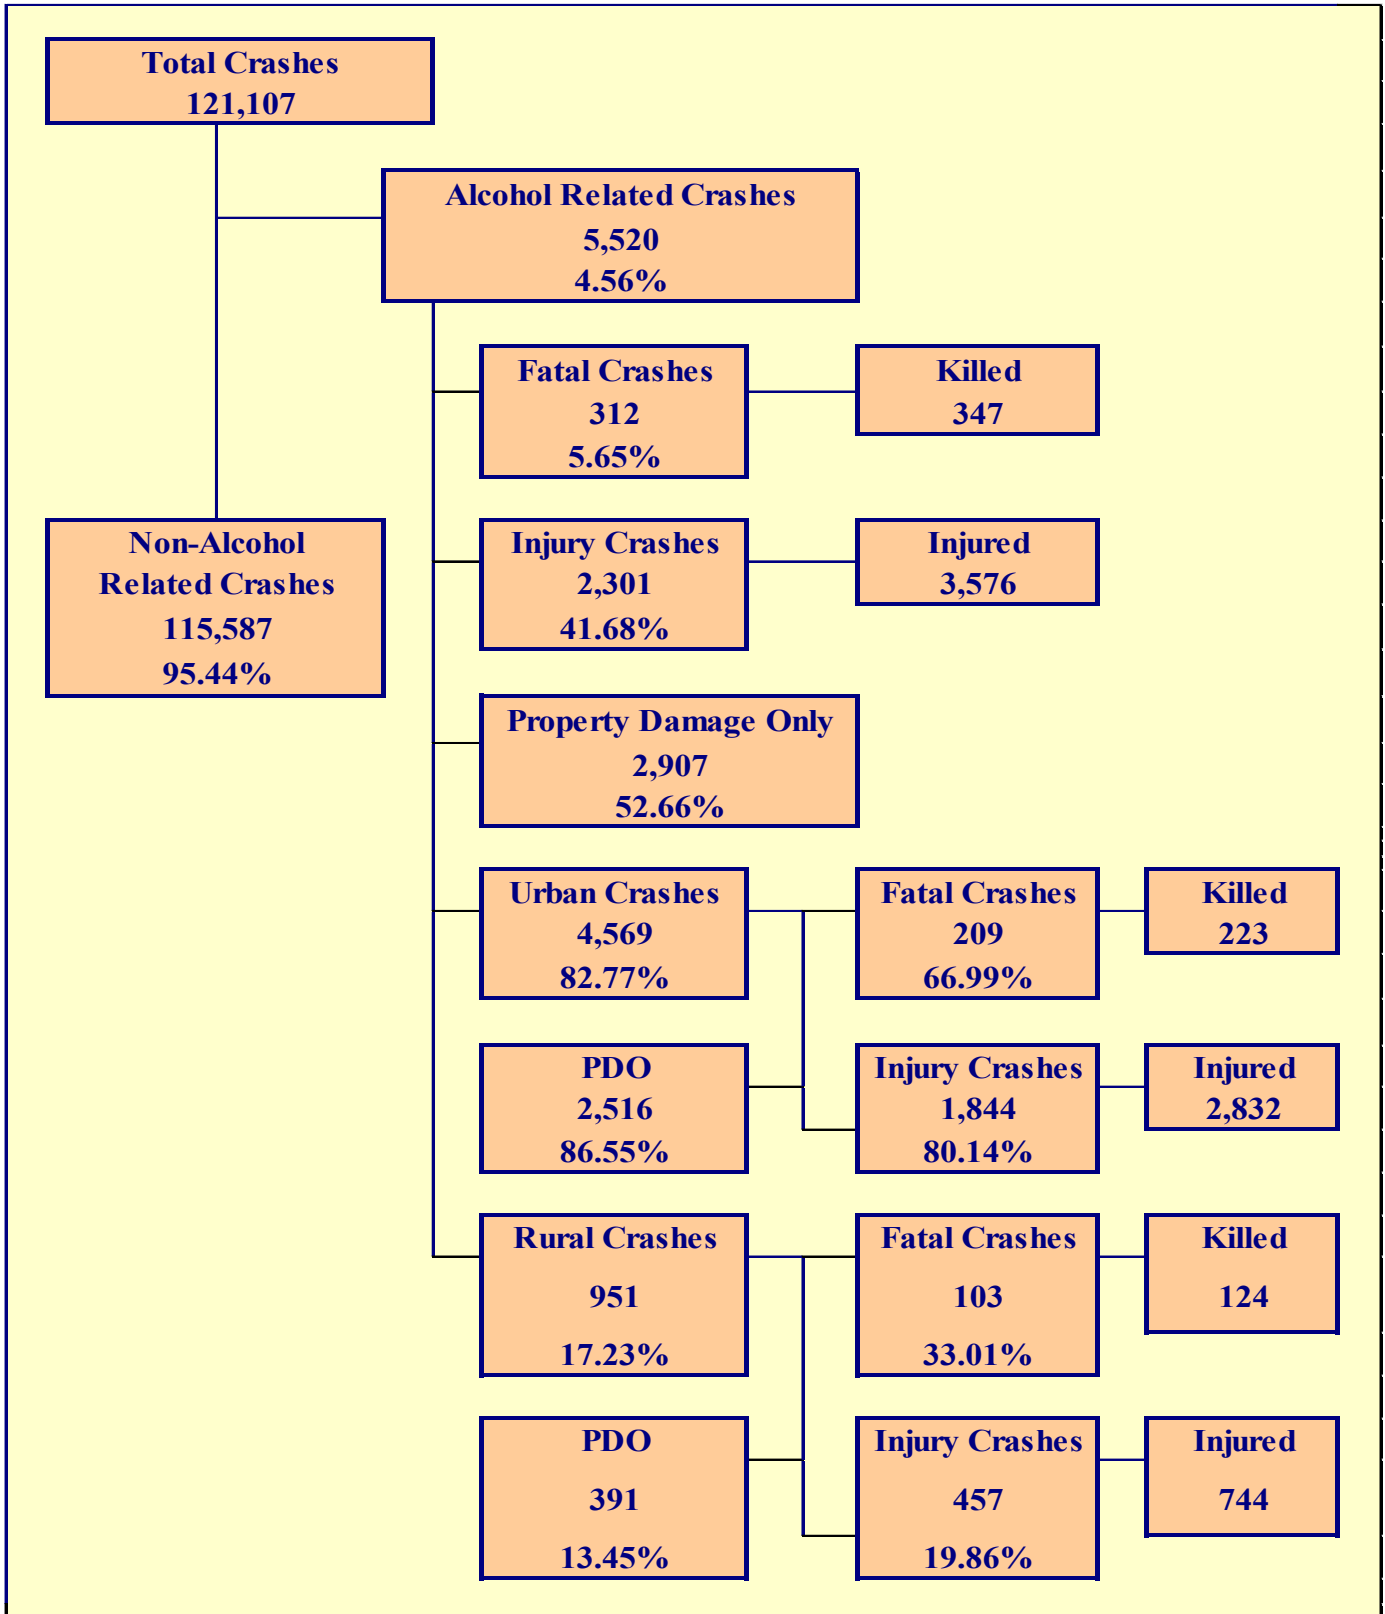 Total Crashes
121,107
Alcohol Related Crashes
5,520
4.56%
Fatal Crashes
312
5.65%
Killed
347
Non-Alcohol
Related Crashes
115,587
95.44%
Injury Crashes
2,301
41.68%
Injured
3,576
Property Damage Only
2,907
52.66%
Urban Crashes
4,569
82.77%
Fatal Crashes
209
66.99%
Killed
223
PDO
2,516
86.55%
Injury Crashes
1,844
80.14%
Injured
2,832
Rural Crashes
951
17.23%
Fatal Crashes
103
33.01%
Killed
124
PDO
391
13.45%
Injury Crashes
457
19.86%
Injured
744